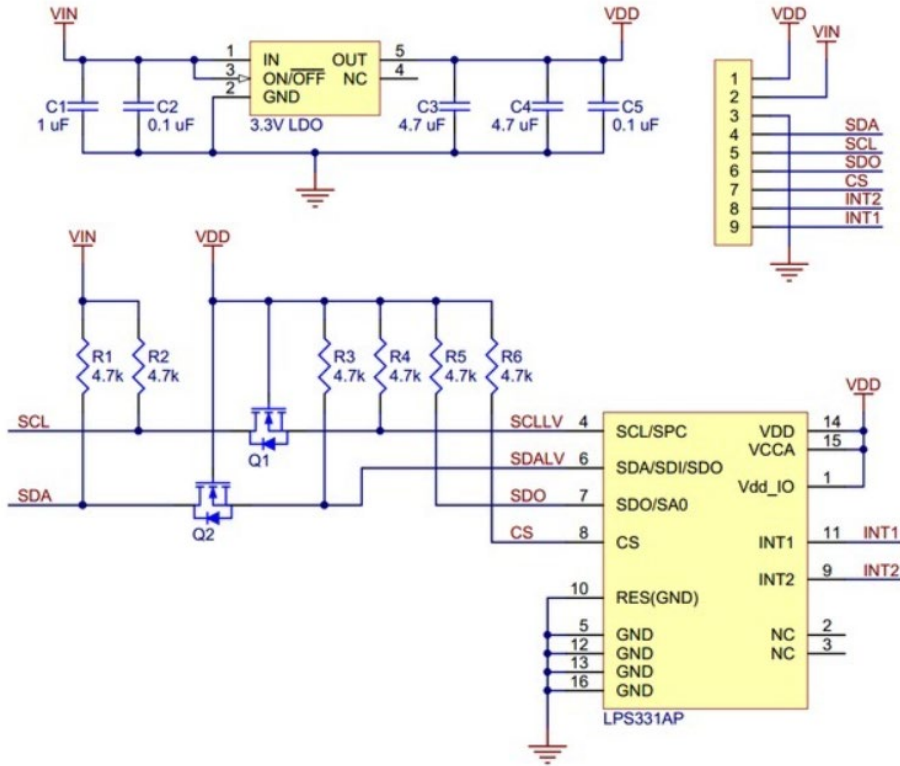 VIN
VDD
VDD
VIN
1 IN OUT 5
3 ON/OFF NC 4
2 GND
3.3V LDO
C1
1 uF
C2
0.1 uF
C3
4.7 uF
C4
4.7 uF
C5
0.1 uF
1
2
3
4 SDA
5 SCL
6 SDO
7 CS
8 INT2
9 INT1
VIN
VDD
R1
4.7k
R2
4.7k
R3
4.7k
R4
4.7k
R5
4.7k
R6
4.7k
VDD
SCL
Q1
SDA
Q2
SCLLV 4 SCL/SPC VDD 14
VCCA 15
SDALV 6 SDA/SDI/SDO
Vdd_IO 1
SDO 7 SDO/SA0
CS 8 CS INT1 11 INT1
INT2 9 INT2
10 RES(GND)
5 GND NC 2
12 GND NC 3
13 GND
16 GND
LPS331AP